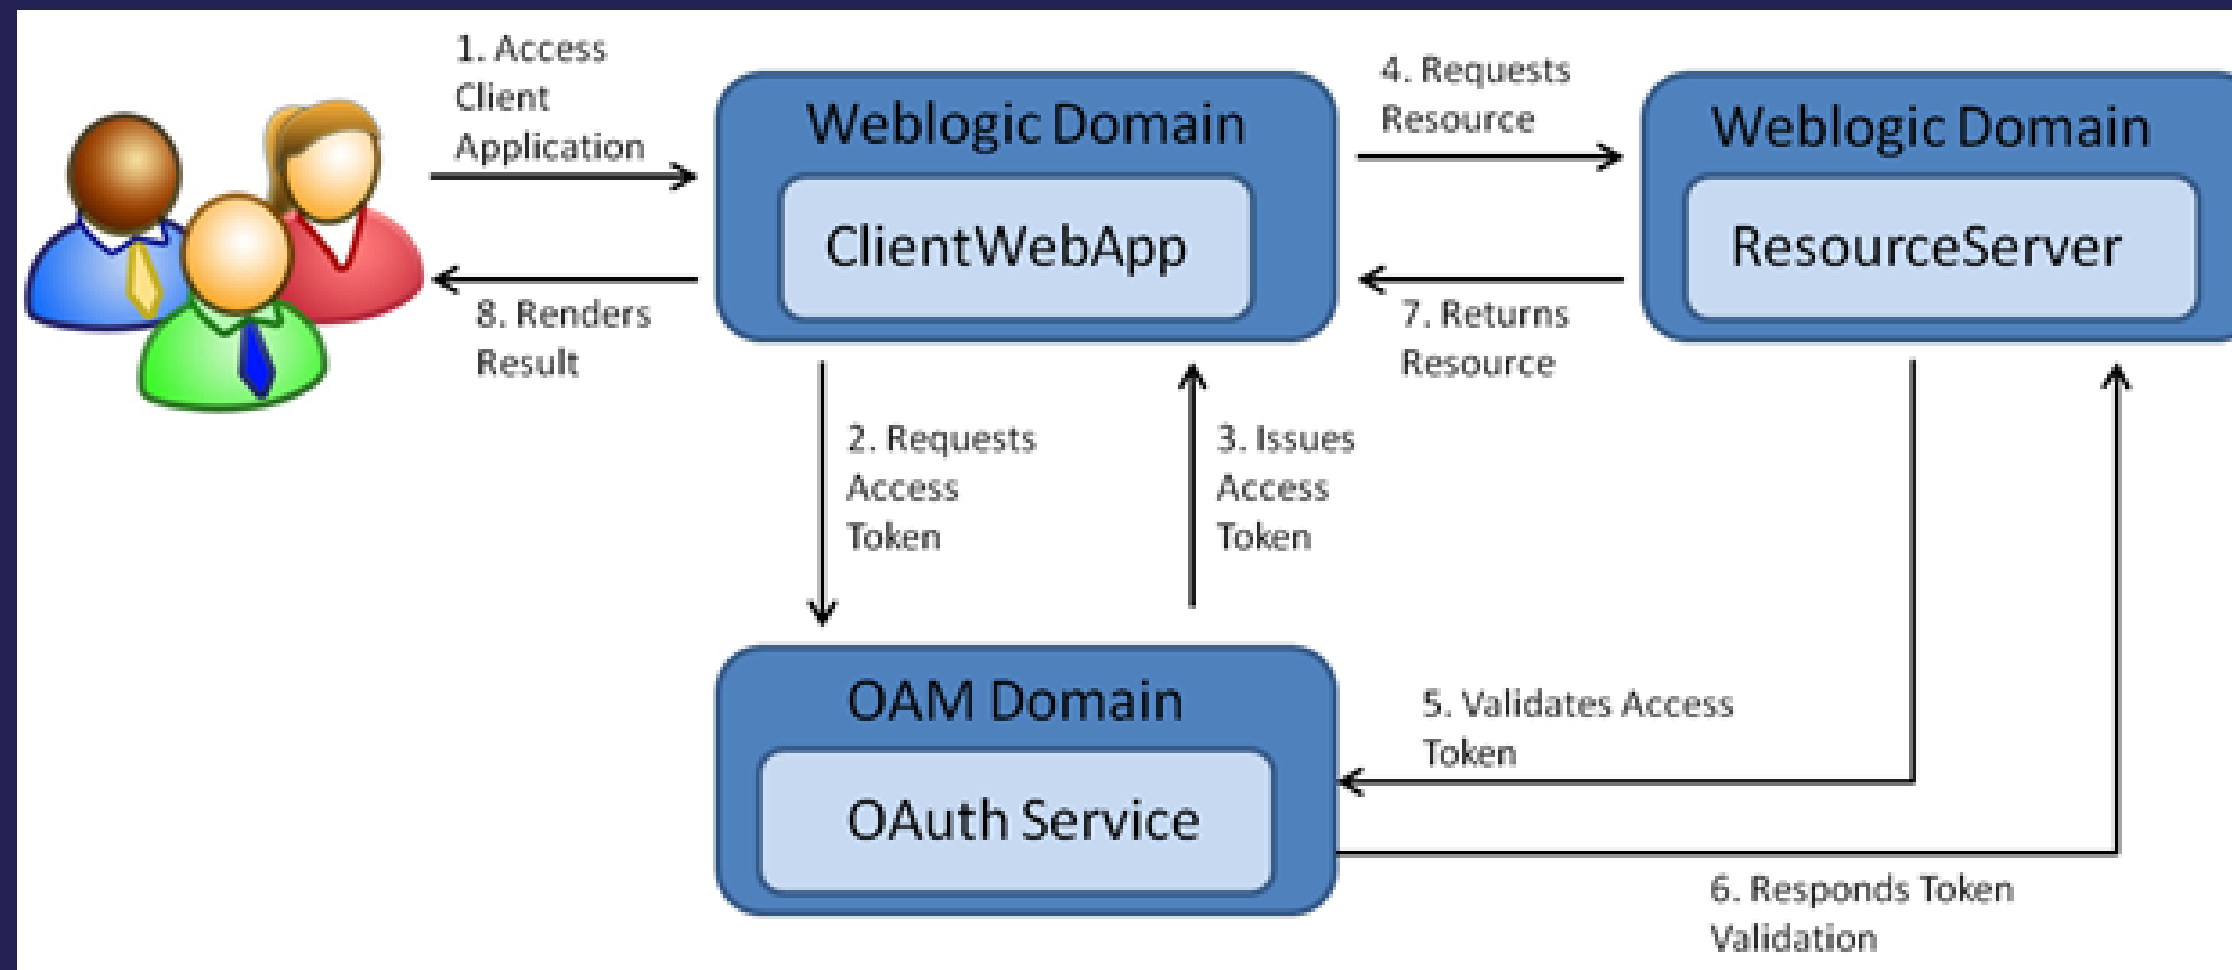 1. Access
Client
Application
Weblogic Domain
ClientWebApp
4. Requests
Resource
Weblogic Domain
ResourceServer
8. Renders
Result
7. Returns
Resource
2. Requests
Access
Token
3. Issues
Access
Token
OAM Domain
OAuth Service
5. Validates Access
Token
6. Responds Token
Validation